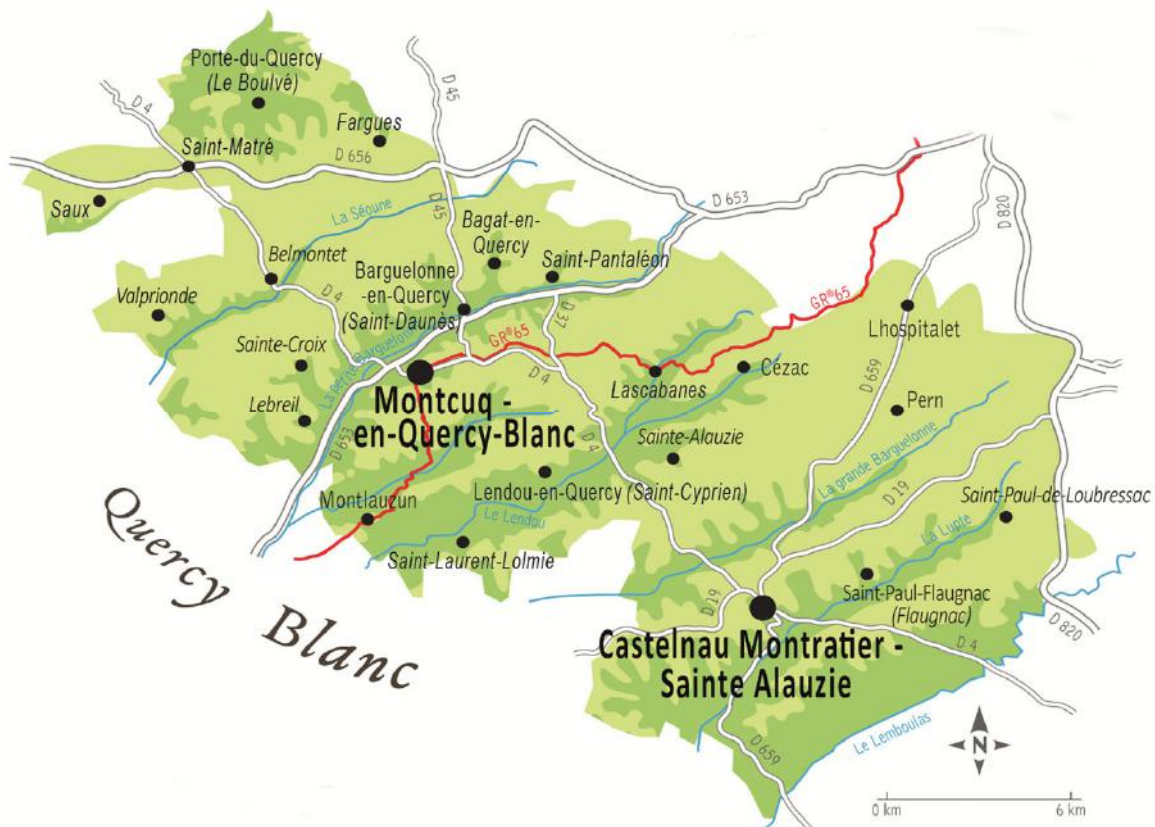 Porte-du-Quercy
(Le Boulvé)
D 4
D 45
Fargues
Saint-Matré
D 656
Saux
La Séoune
D 45
D 653
D 820
Bagat-en-
Quercy
Belmontet
Saint-Pantaléon
Barguelonne
-en-Quercy
(Saint-Daunès)
Valprionde
D 4
D 37
GR®65
Lhospitalet
Sainte-Croix
La petite Barguelonne
GR®65
D 4
Lascabanes
Cézac
D 659
Lebreil
Montcuq -
en-Quercy-Blanc
Pern
D 653
D 4
Sainte-Alauzie
La grande Barguelonne
Montlauzun
Lendou-en-Quercy (Saint-Cyprien)
D 19
Saint-Paul-de-Loubressac
Le Lendou
La Lupte
Saint-Laurent-Lolmie
Quercy Blanc
Saint-Paul-Flaugnac
(Flaugnac)
D 19
D 820
Castelnau Montratier -
Sainte Alauzie
D 4
Le Lemboulas
N
D 659
0 km
6 km